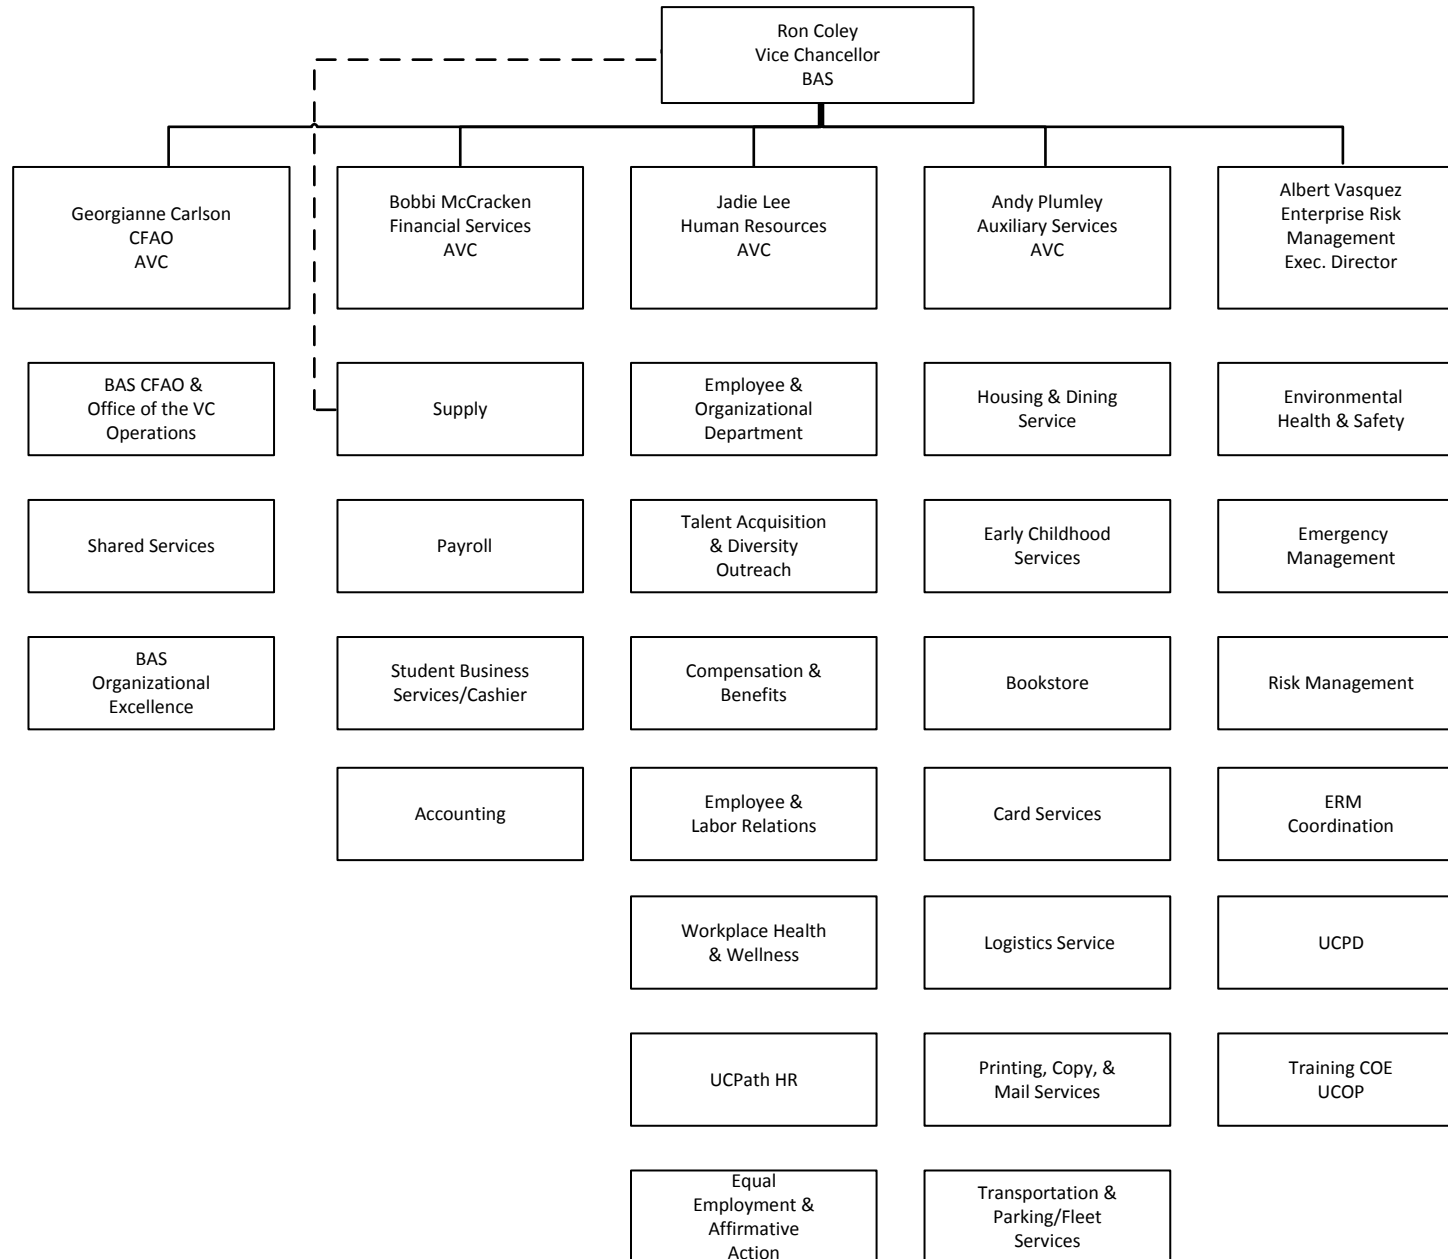 Ron Coley
Vice Chancellor
BAS
Georgianne Carlson
CFAO
AVC
Bobbi McCracken
Financial Services
AVC
Jadie Lee
Human Resources
AVC
Andy Plumley
Auxiliary Services
AVC
Albert Vasquez
Enterprise Risk
Management
Exec. Director
BAS CFAO &
Office of the VC
Operations
Supply
Employee &
Organizational
Department
Housing & Dining
Service
Environmental
Health & Safety
Shared Services
Payroll
Talent Acquisition
& Diversity
Outreach
Early Childhood
Services
Emergency
Management
BAS
Organizational
Excellence
Student Business
Services/Cashier
Compensation &
Benefits
Bookstore
Risk Management
Accounting
Employee &
Labor Relations
Card Services
ERM
Coordination
Workplace Health
& Wellness
Logistics Service
UCPD
UCPath HR
Printing, Copy, &
Mail Services
Training COE
UCOP
Equal
Employment &
Affirmative
Action
Transportation &
Parking/Fleet
Services